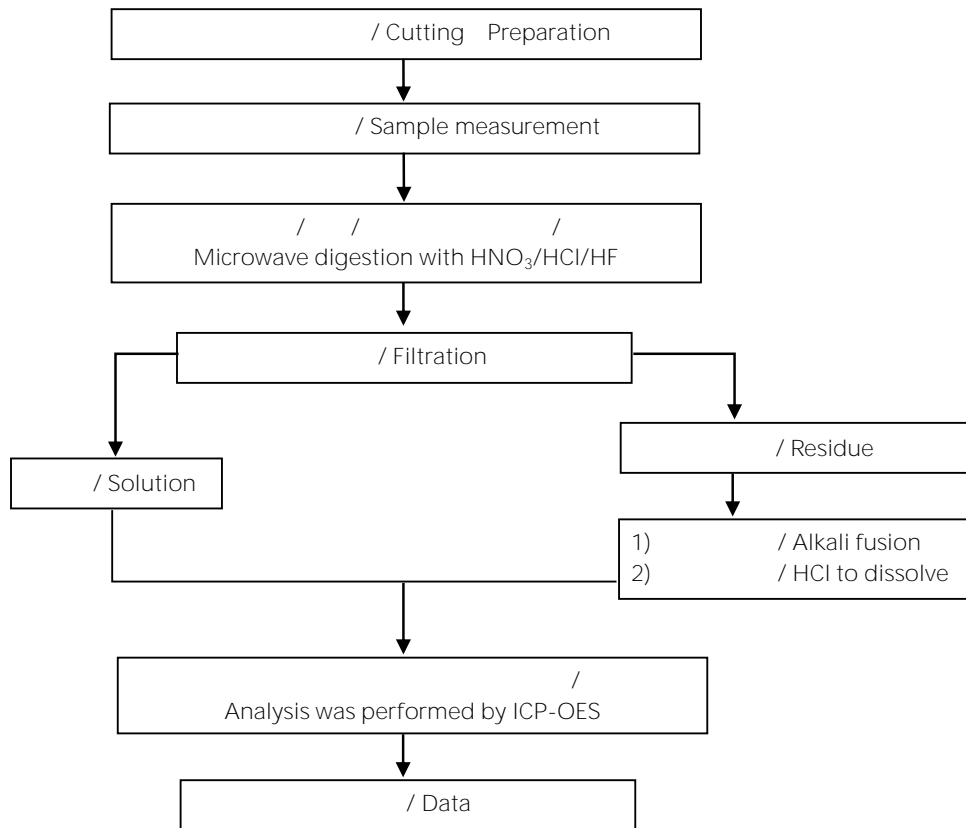 / Cutting Preparation
/ Sample measurement
/ / /
Microwave digestion with HNO₃/HCl/HF
/ Filtration
/ Residue
/ Solution
1) / Alkali fusion
2) / HCl to dissolve
/
Analysis was performed by ICP-OES
/ Data